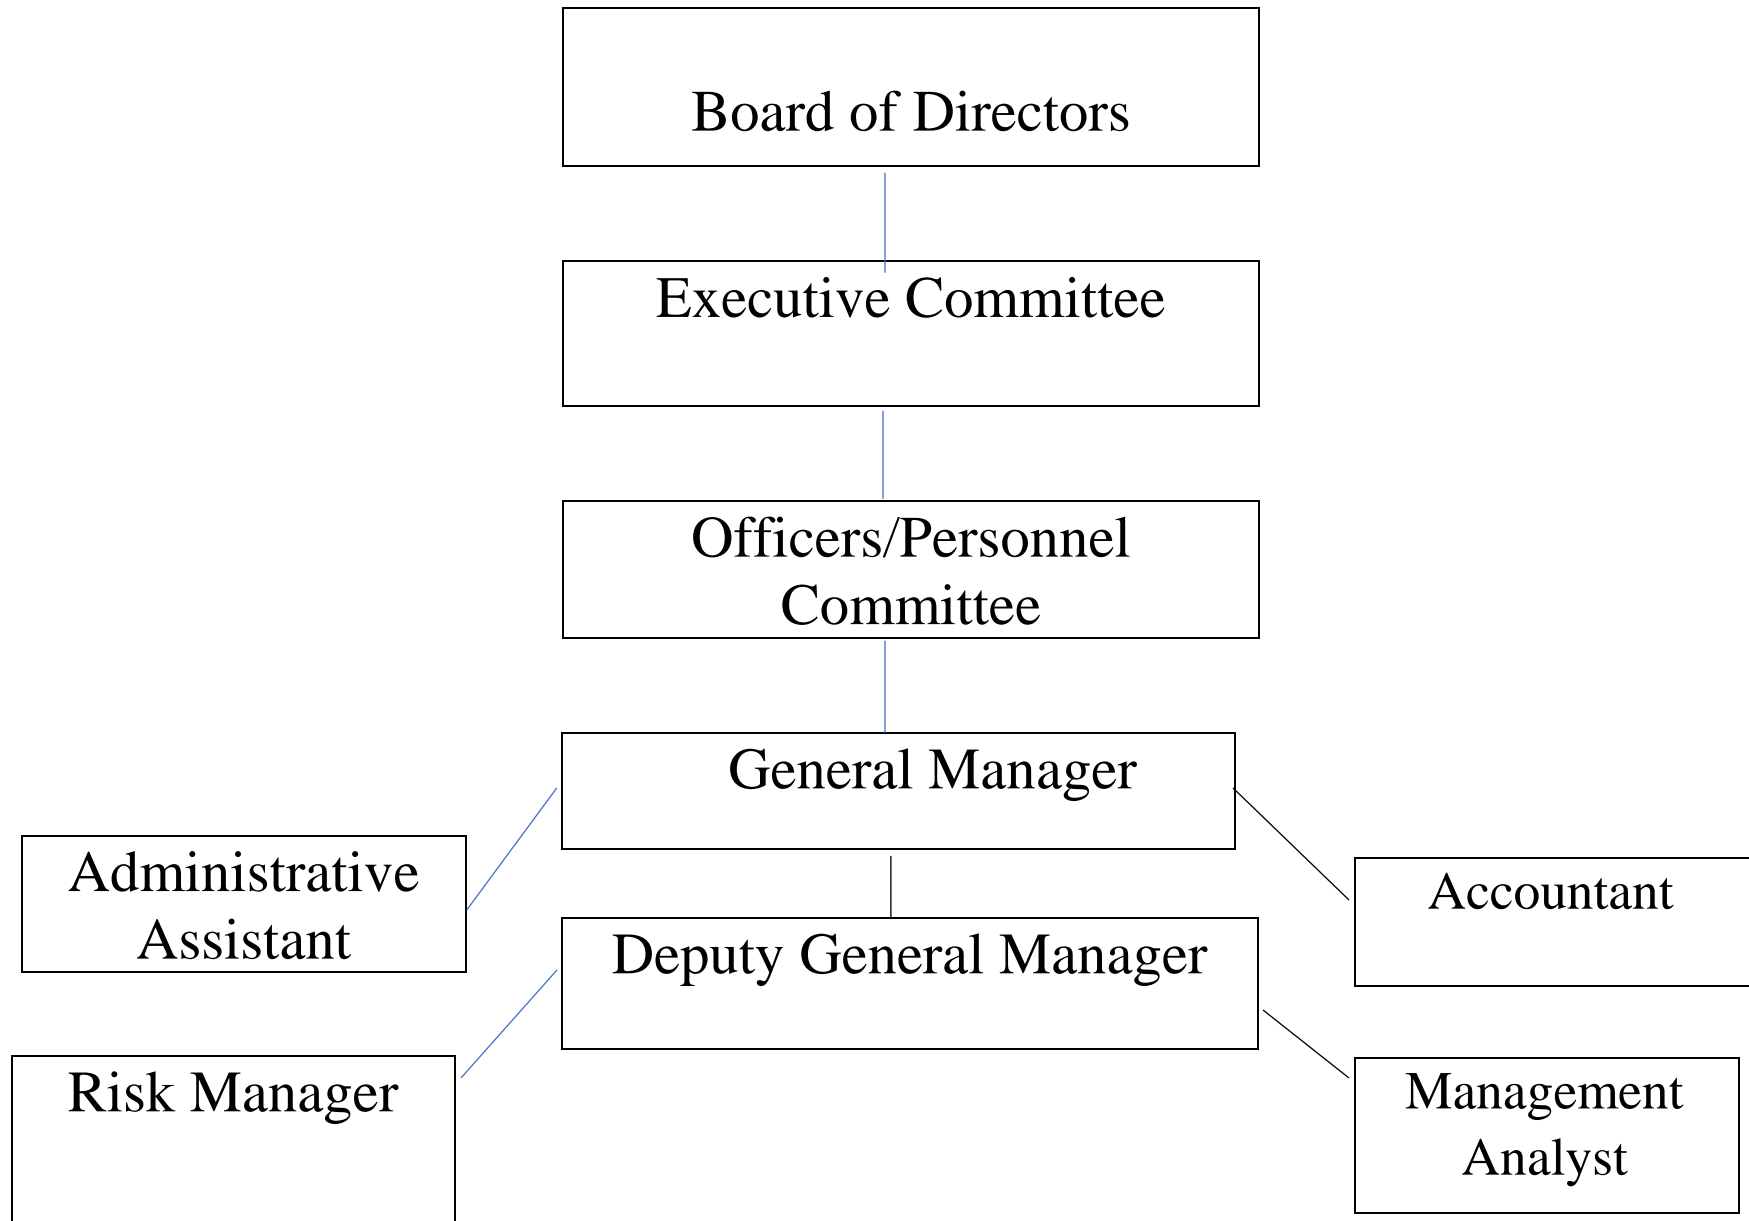 Board of Directors
Executive Committee
Officers/Personnel
Committee
General Manager
Administrative
Assistant
Accountant
Deputy General Manager
Risk Manager
Management
Analyst